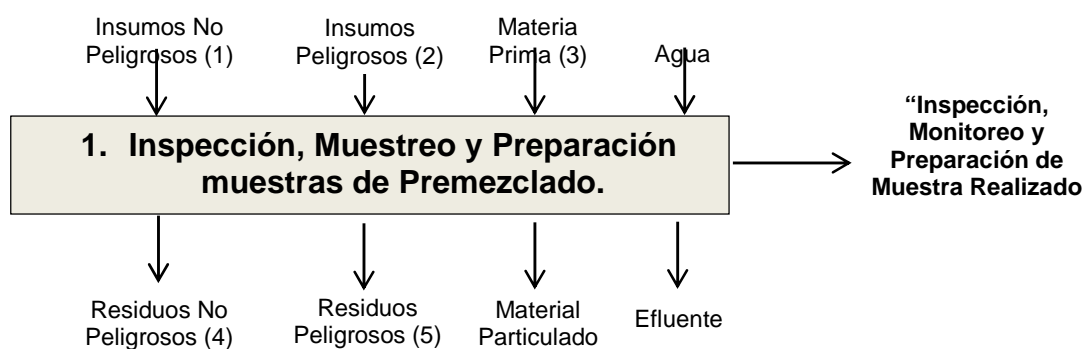 Insumos No
Peligrosos (1)
Insumos
Peligrosos (2)
Materia
Prima (3)
Agua
1. Inspección, Muestreo y Preparación
muestras de Premezclado.
“Inspección,
Monitoreo y
Preparación de
Muestra Realizado
Residuos No
Peligrosos (4)
Residuos
Peligrosos (5)
Material
Particulado
Efluente